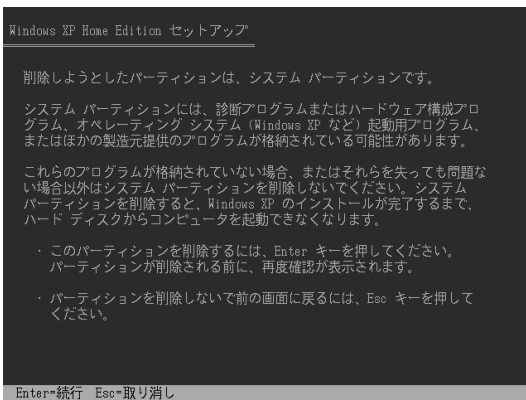 Windows XP Home Edition セットアップ
削除しようとしたパーティションは、システム パーティションです。
システム パーティションには、診断プログラムまたはハードウェア構成プロ
グラム、オペレーティング システム (Windows XP など) 起動用プログラム、
またはほかの製造元提供のプログラムが格納されている可能性があります。
これらのプログラムが格納されていない場合、またはそれらを失っても問題な
い場合以外はシステム パーティションを削除しないでください。システム
パーティションを削除すると、Windows XP のインストールが完了するまで、
ハード ディスクからコンピュータを起動できなくなります。
・ このパーティションを削除するには、Enter キーを押してください。
パーティションが削除される前に、再度確認が表示されます。
・ パーティションを削除しないで前の画面に戻るには、Esc キーを押して
ください。
Enter=続行 Esc=取り消し